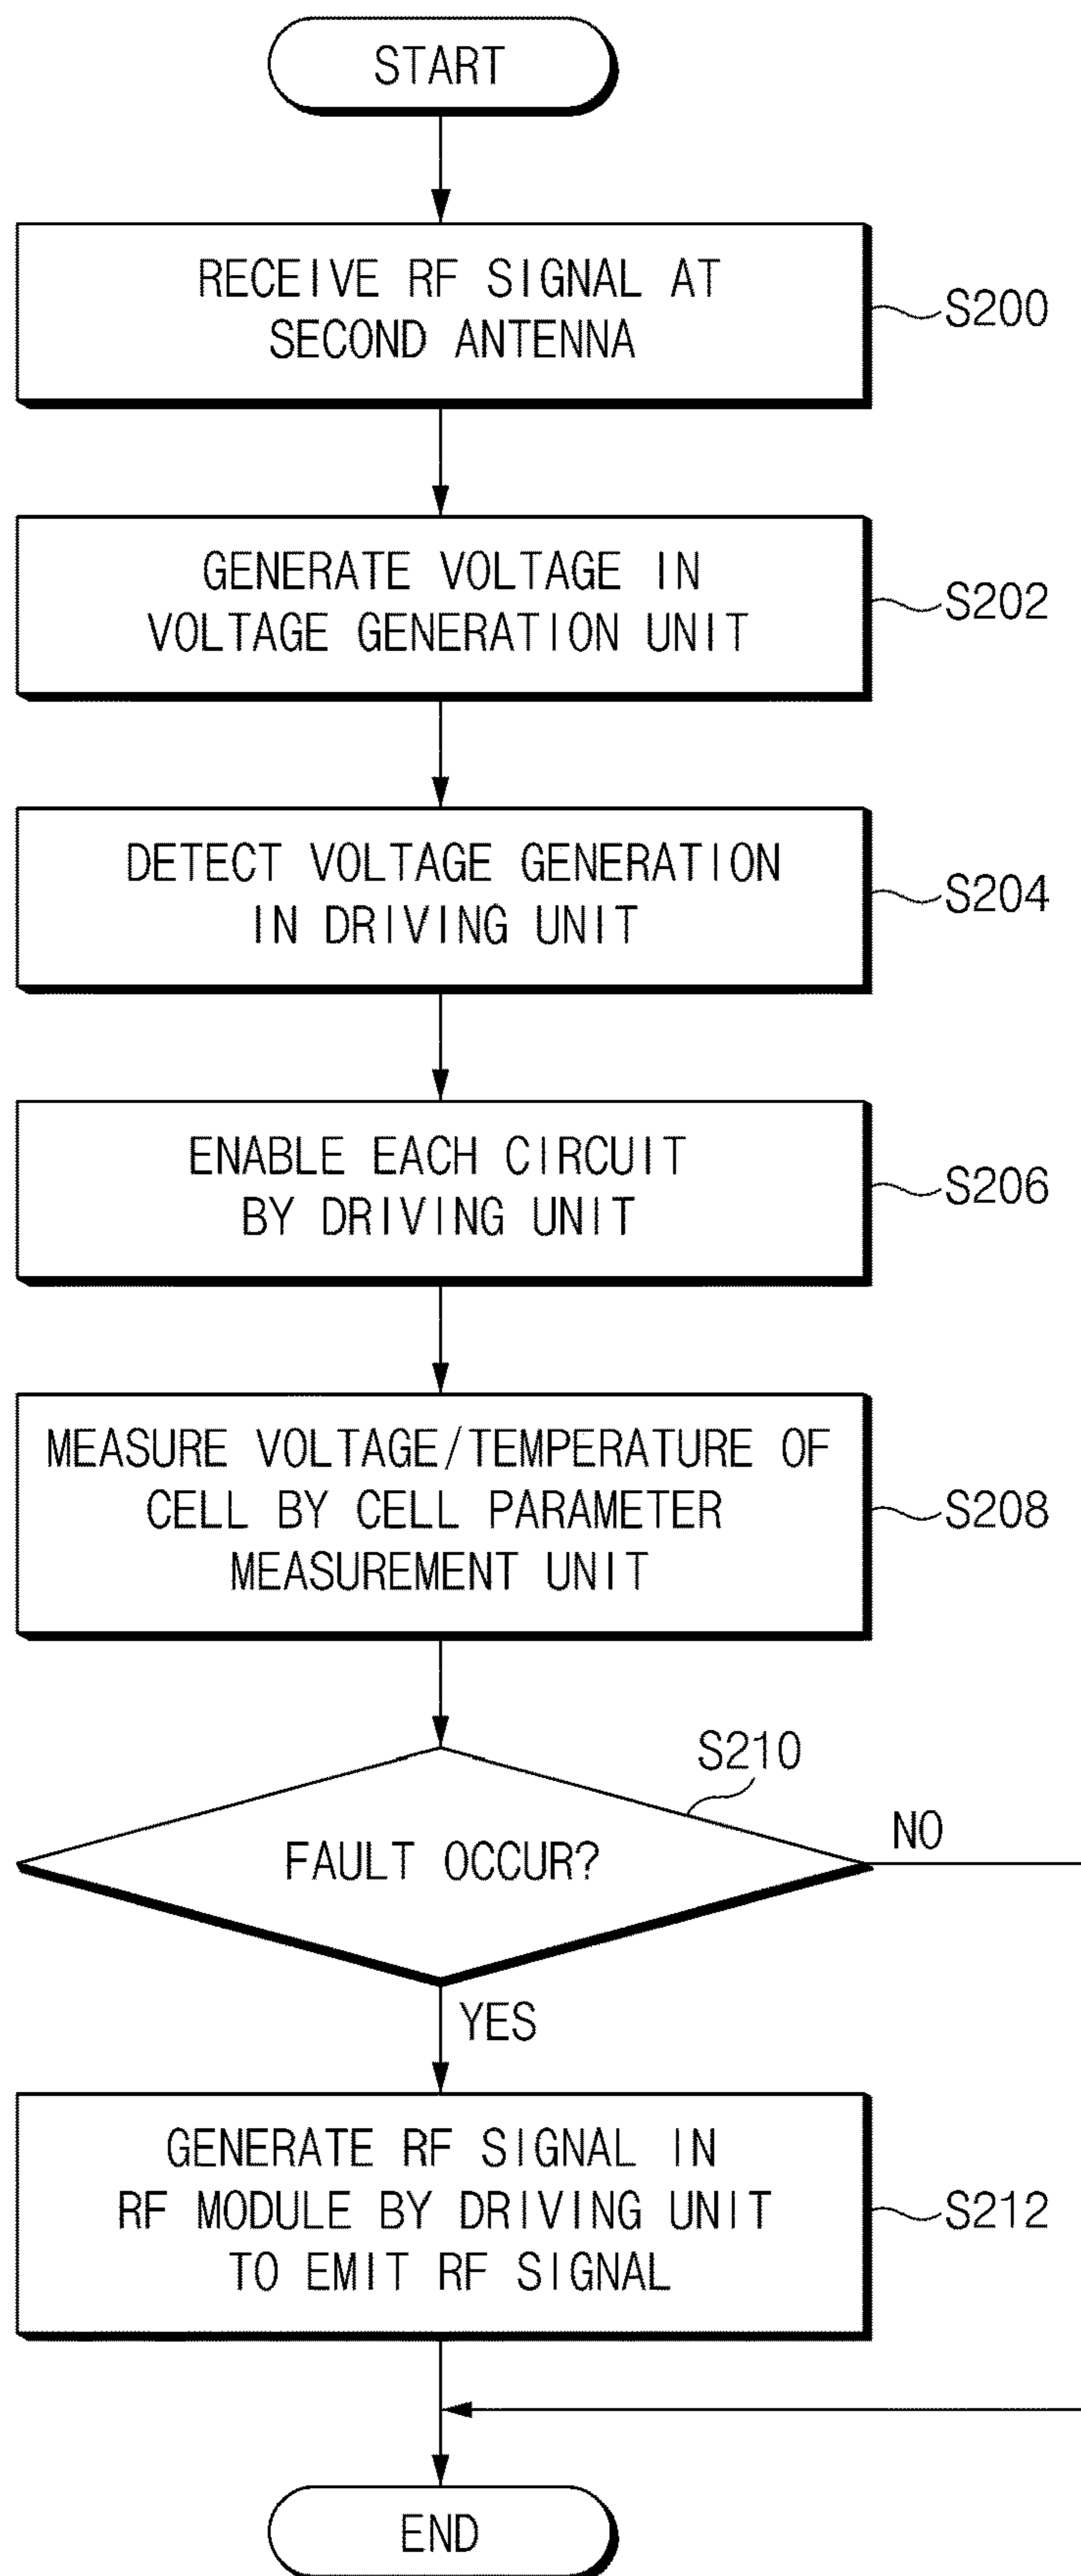 START
RECEIVE RF SIGNAL AT
SECOND ANTENNA
S200
GENERATE VOLTAGE IN
VOLTAGE GENERATION UNIT
S202
DETECT VOLTAGE GENERATION
IN DRIVING UNIT
S204
ENABLE EACH CIRCUIT
BY DRIVING UNIT
S206
MEASURE VOLTAGE/TEMPERATURE OF
CELL BY CELL PARAMETER
MEASUREMENT UNIT
S208
S210
FAULT OCCUR?
NO
YES
GENERATE RF SIGNAL IN
RF MODULE BY DRIVING UNIT
TO EMIT RF SIGNAL
S212
END